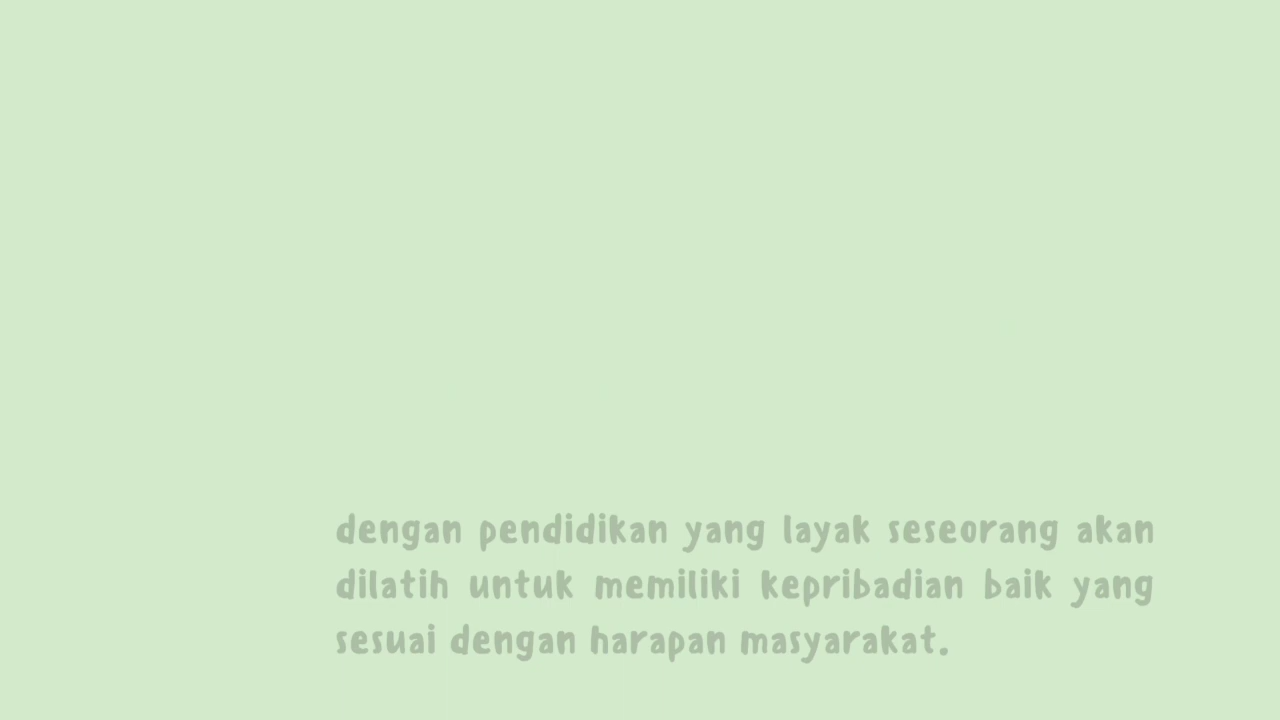 dengan pendidikan yang layak seseorang akan
dilatih untuk memiliki kepribadian baik yang
sesuai dengan harapan masyarakat.